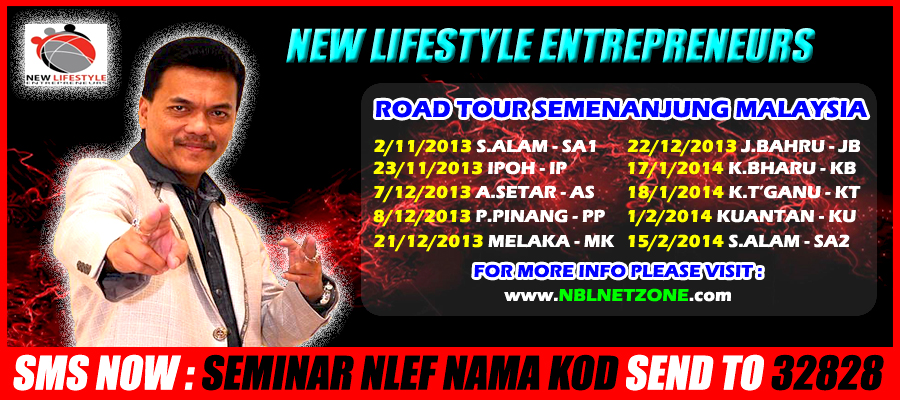 NEW LIFESTYLE
ENTREPRENEURS
NEW LIFESTYLE ENTREPRENEURS
ROAD TOUR SEMENANJUNG MALAYSIA
2/11/2013 S.ALAM - SA1
23/11/2013 IPOH - IP
7/12/2013 A.SETAR - AS
8/12/2013 P.PINANG - PP
21/12/2013 MELAKA - MK
22/12/2013 J.BAHRU - JB
17/1/2014 K.BHARU - KB
18/1/2014 K.T'GANU - KT
1/2/2014 KUANTAN - KU
15/2/2014 S.ALAM - SA2
FOR MORE INFO PLEASE VISIT :
www.NBLNETZONE.com
SMS NOW : SEMINAR NLEF NAMA KOD SEND TO 32828